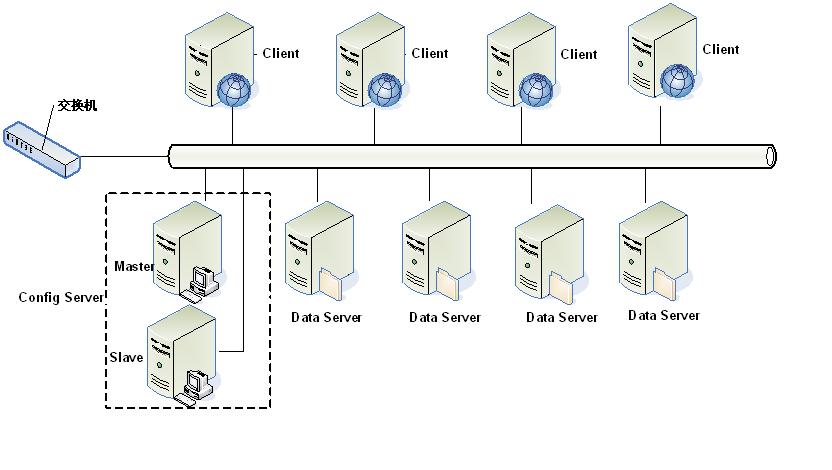 Client
Client
Client
Client
交换机
Master
Config Server
Slave
Data Server
Data Server
Data Server
Data Server